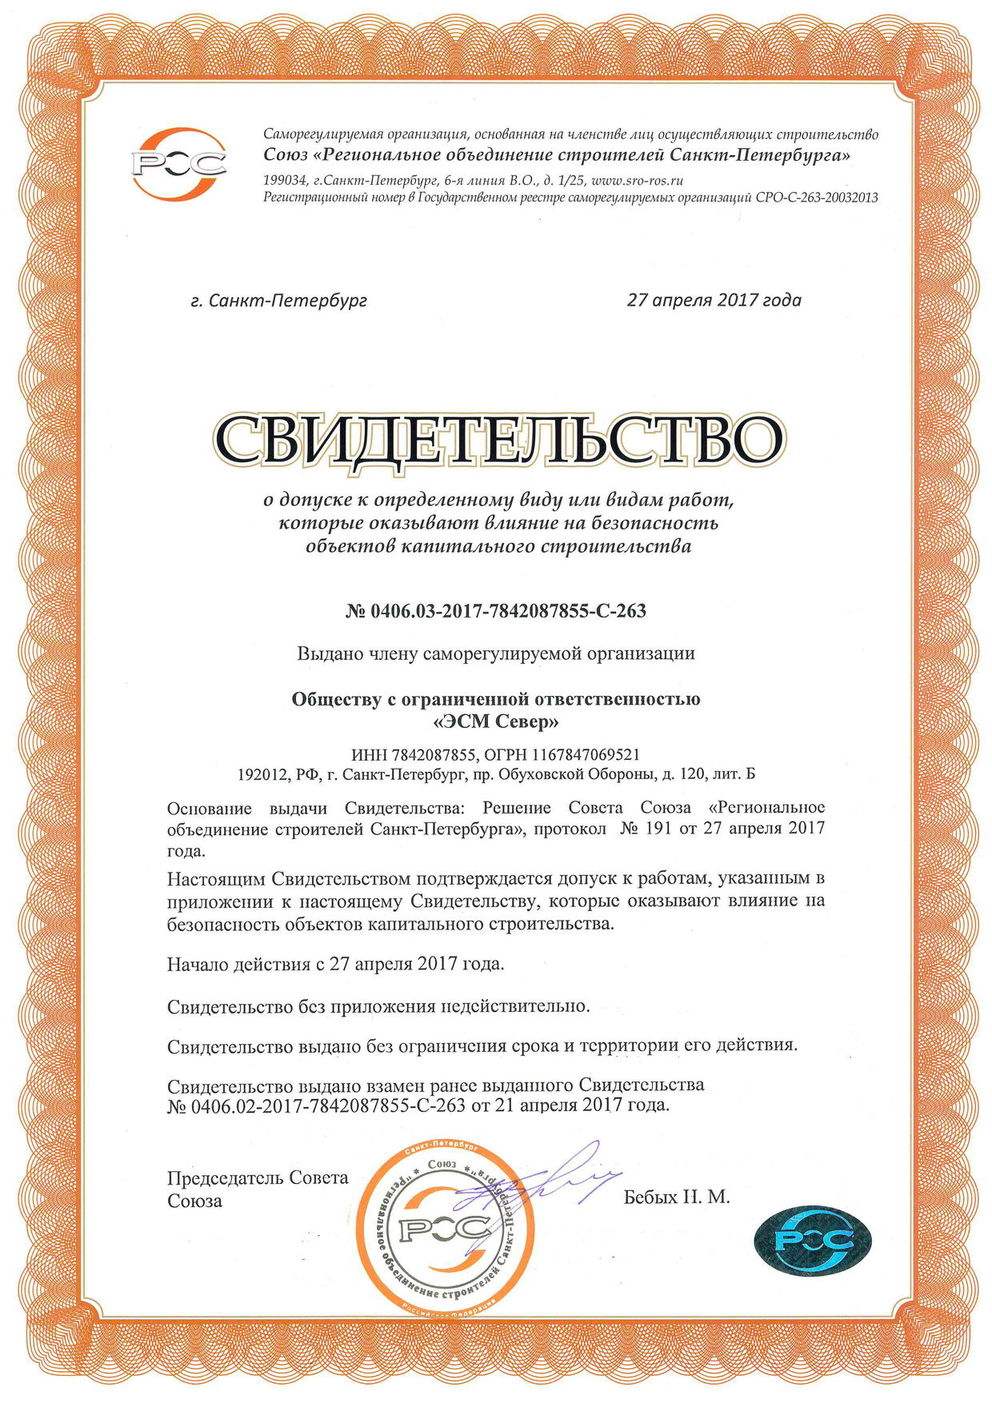 РОС
Саморегулируемая организация, основанная на членстве лиц осуществляющих строительство
Союз «Региональное объединение строителей Санкт-Петербурга»
199034, г.Санкт-Петербург, 6-я линия В.О., д. 1/25, www.sro-ros.ru
Регистрационный номер в Государственном реестре саморегулируемых организаций СРО-С-263-20032013
г. Санкт-Петербург
27 апреля 2017 года
СВИДЕТЕЛЬСТВО
о допуске к определенному виду или видам работ,
которые оказывают влияние на безопасность
объектов капитального строительства
№ 0406.03-2017-7842087855-С-263
Выдано члену саморегулируемой организации
Обществу с ограниченной ответственностью
«ЭСМ Север»
ИНН 7842087855, ОГРН 1167847069521
192012, РФ, г. Санкт-Петербург, пр. Обуховской Обороны, д. 120, лит. Б
Основание выдачи Свидетельства: Решение Совета Союза «Региональное
объединение строителей Санкт-Петербурга», протокол № 191 от 27 апреля 2017
года.
Настоящим Свидетельством подтверждается допуск к работам, указанным в
приложении к настоящему Свидетельству, которые оказывают влияние на
безопасность объектов капитального строительства.
Начало действия с 27 апреля 2017 года.
Свидетельство без приложения недействительно.
Свидетельство выдано без ограничения срока и территории его действия.
Свидетельство выдано взамен ранее выданного Свидетельства
№ 0406.02-2017-7842087855-С-263 от 21 апреля 2017 года.
Председатель Совета
Союза
Бебых Н. М.
Санкт-Петербург
* Союз *
"Региональное объединение строителей Санкт-Петербурга"
РОС
Российская Федерация
РОС